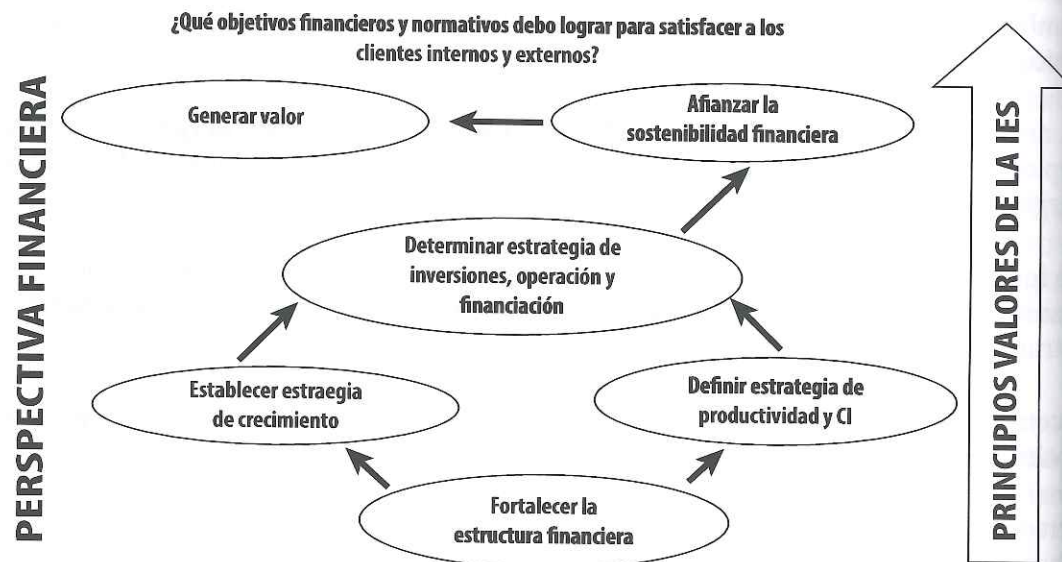 ¿Qué objetivos financieros y normativos debo lograr para satisfacer a los
clientes internos y externos?
PERSPECTIVA FINANCIERA
Generar valor
Afianzar la
sostenibilidad financiera
Determinar estrategia de
inversiones, operación y
financiación
Establecer estraegia
de crecimiento
Definir estrategia de
productividad y CI
Fortalecer la
estructura financiera
PRINCIPIOS VALORES DE LA IES